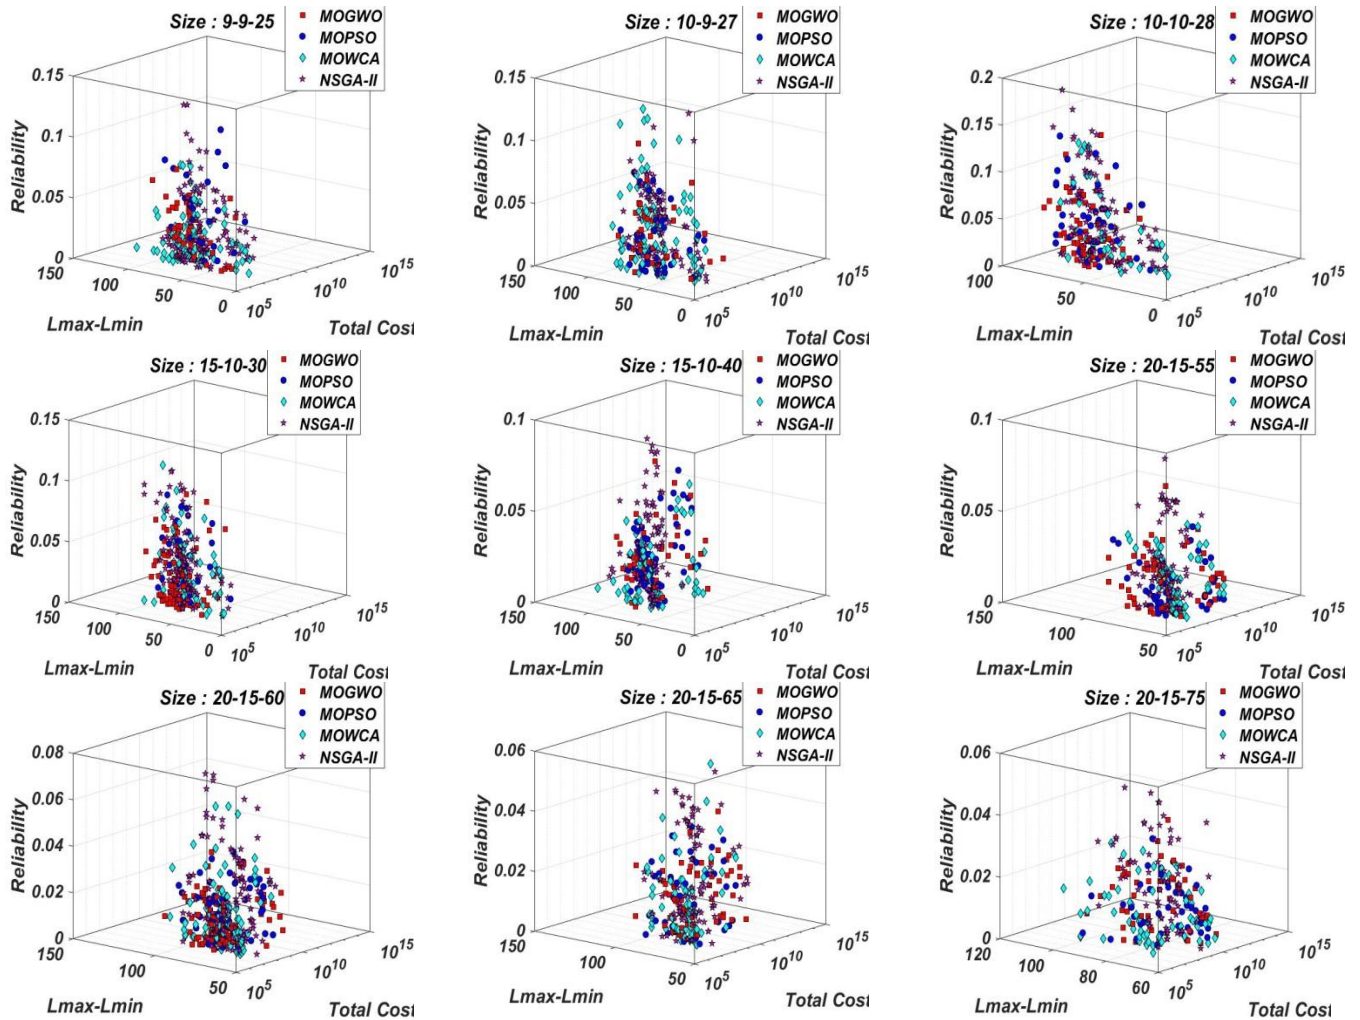 Size : 9-9-25
MOGWO
MOPSO
MOWCA
NSGA-II
0.15
0.1
0.05
0
Reliability
150
100
50
0
Lmax-Lmin
10^5
10^10
10^15
Total Cost
Size : 10-9-27
MOGWO
MOPSO
MOWCA
NSGA-II
0.15
0.1
0.05
0
Reliability
150
100
50
0
Lmax-Lmin
10^5
10^10
10^15
Total Cost
Size : 10-10-28
MOGWO
MOPSO
MOWCA
NSGA-II
0.2
0.15
0.1
0.05
0
Reliability
100
50
0
Lmax-Lmin
10^5
10^10
10^15
Total Cost
Size : 15-10-30
MOGWO
MOPSO
MOWCA
NSGA-II
0.15
0.1
0.05
0
Reliability
150
100
50
0
Lmax-Lmin
10^5
10^10
10^15
Total Cost
Size : 15-10-40
MOGWO
MOPSO
MOWCA
NSGA-II
0.1
0.05
0
Reliability
150
100
50
0
Lmax-Lmin
10^5
10^10
10^15
Total Cost
Size : 20-15-55
MOGWO
MOPSO
MOWCA
NSGA-II
0.1
0.05
0
Reliability
150
100
50
Lmax-Lmin
10^5
10^10
10^15
Total Cost
Size : 20-15-60
MOGWO
MOPSO
MOWCA
NSGA-II
0.08
0.06
0.04
0.02
0
Reliability
150
100
50
Lmax-Lmin
10^5
10^10
10^15
Total Cost
Size : 20-15-65
MOGWO
MOPSO
MOWCA
NSGA-II
0.06
0.04
0.02
0
Reliability
150
100
50
Lmax-Lmin
10^5
10^10
10^15
Total Cost
Size : 20-15-75
MOGWO
MOPSO
MOWCA
NSGA-II
0.06
0.04
0.02
0
Reliability
120
100
80
60
Lmax-Lmin
10^5
10^10
10^15
Total Cost